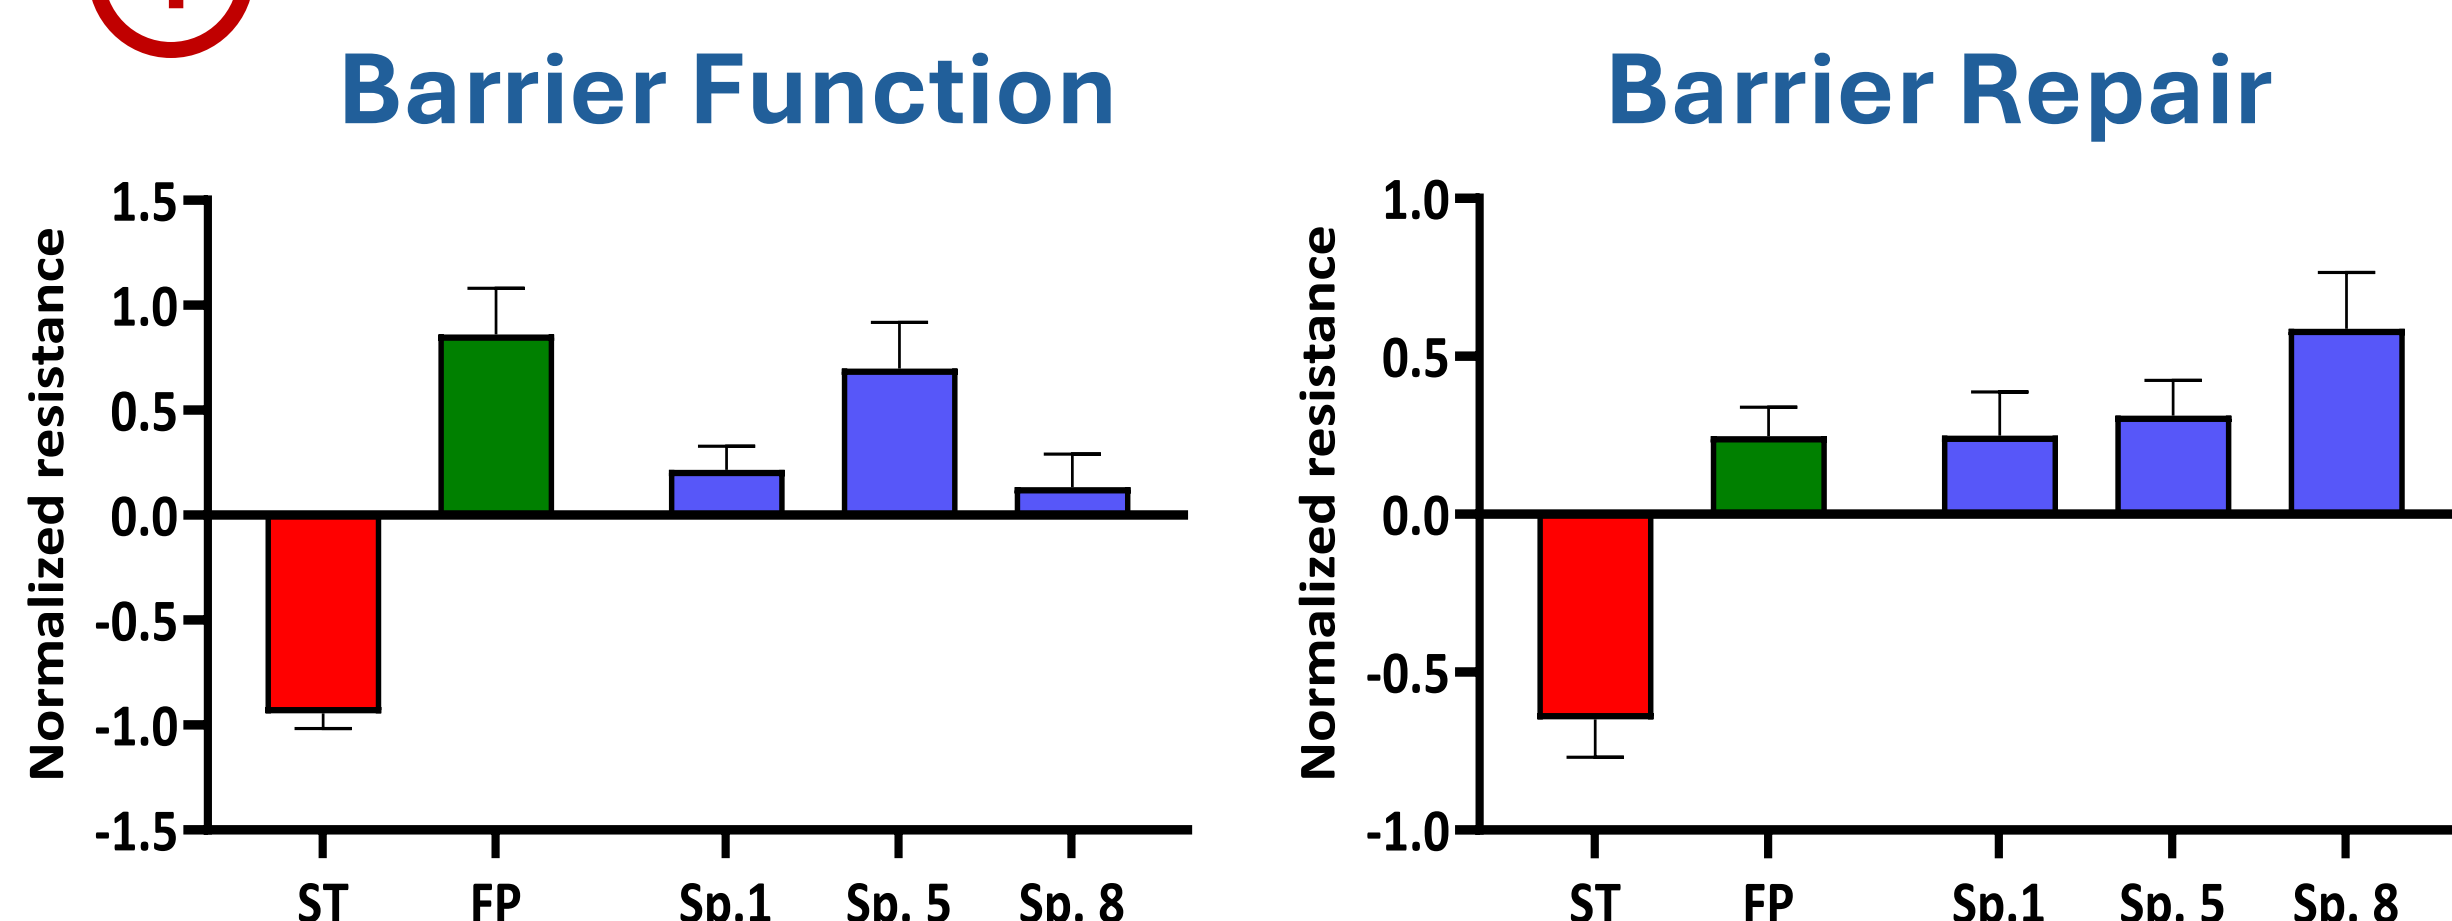 Barrier Function
Normalized resistance
1.5
1.0
0.5
0.0
-0.5
-1.0
-1.5
ST FP Sp.1 Sp. 5 Sp. 8
Barrier Repair
Normalized resistance
1.0
0.5
0.0
-0.5
-1.0
ST FP Sp.1 Sp. 5 Sp. 8